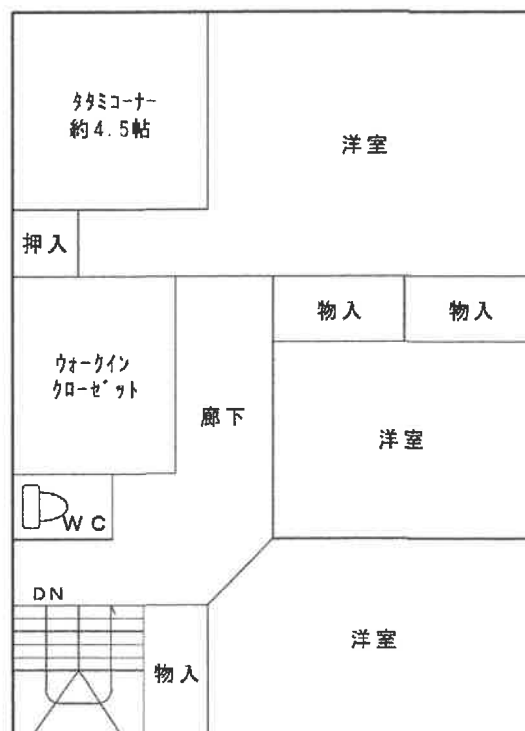 タタミコーナー
約4.5帖
洋室
押入
物入
物入
ウォークイン
クローゼット
廊下
洋室
WC
DN
洋室
物入